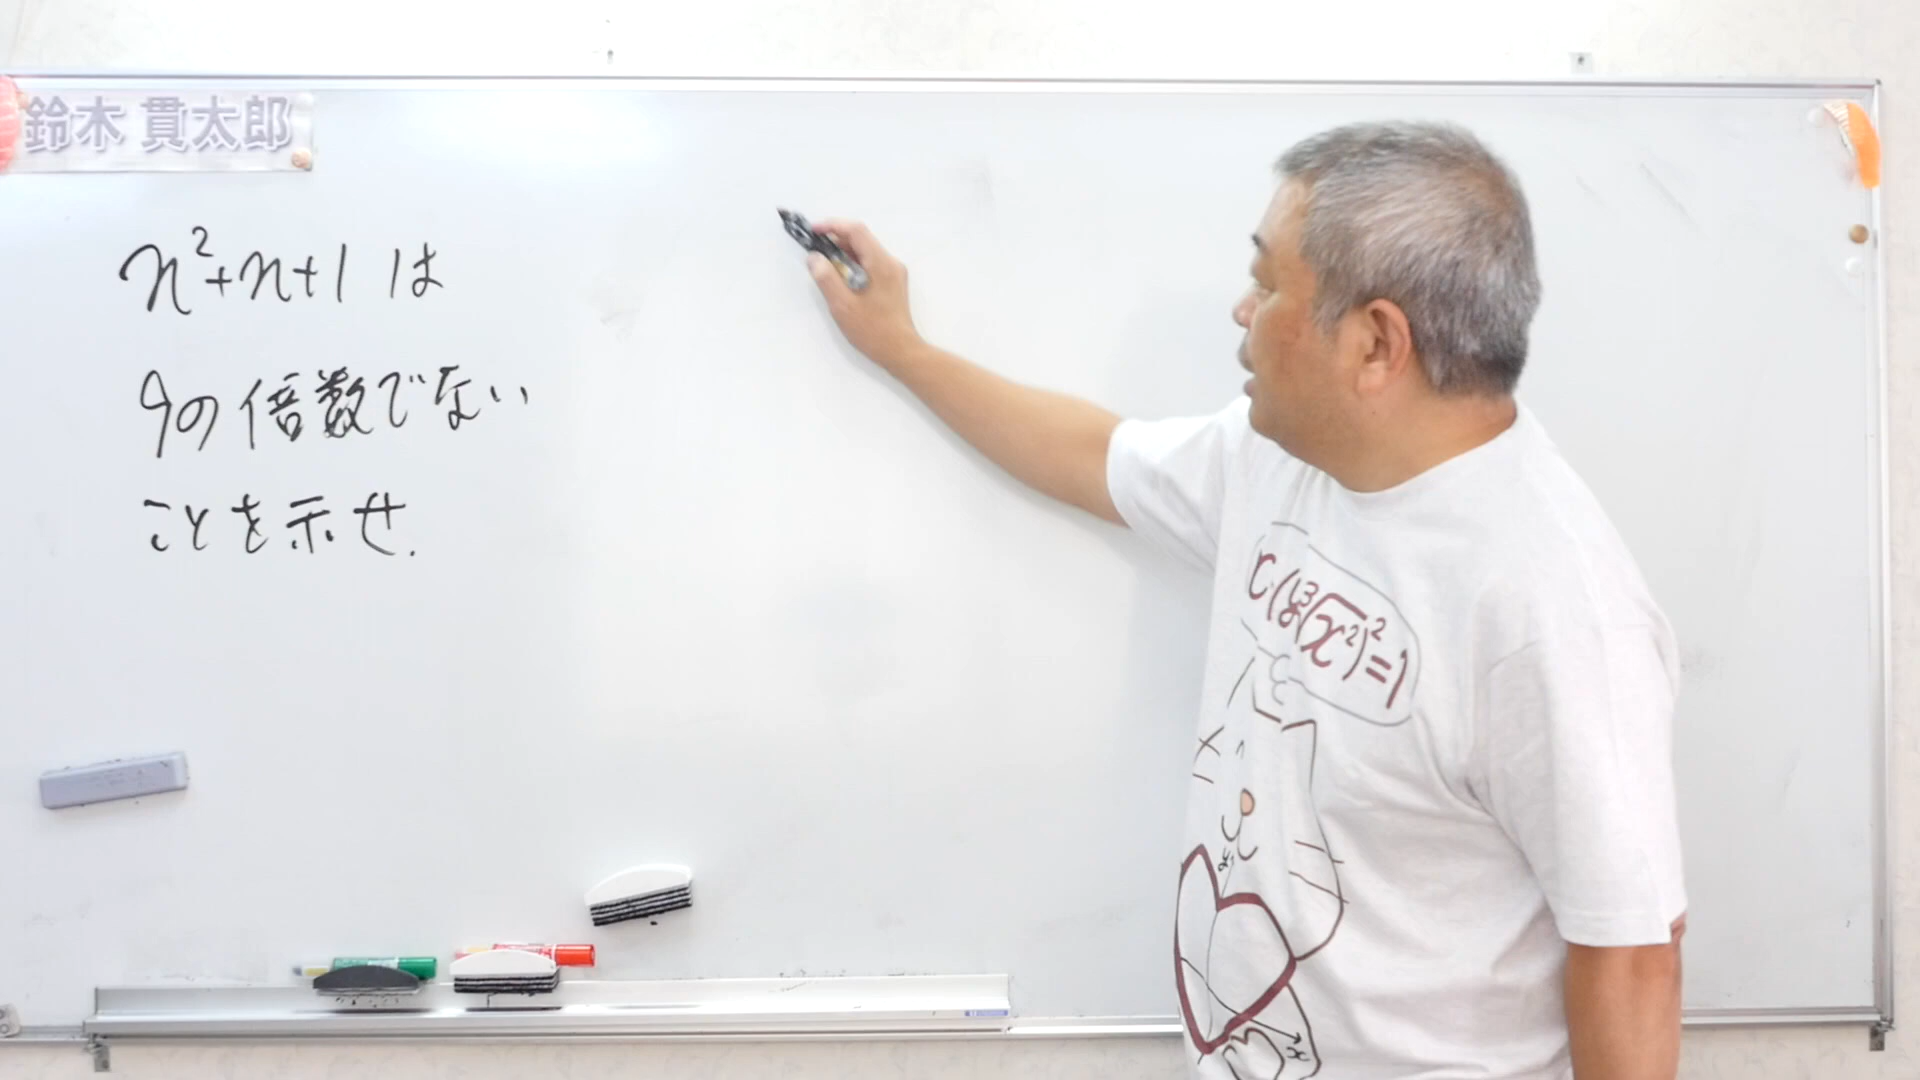 鈴木 貫太郎
n²+n+1 は
9の倍数でない
ことを示せ.